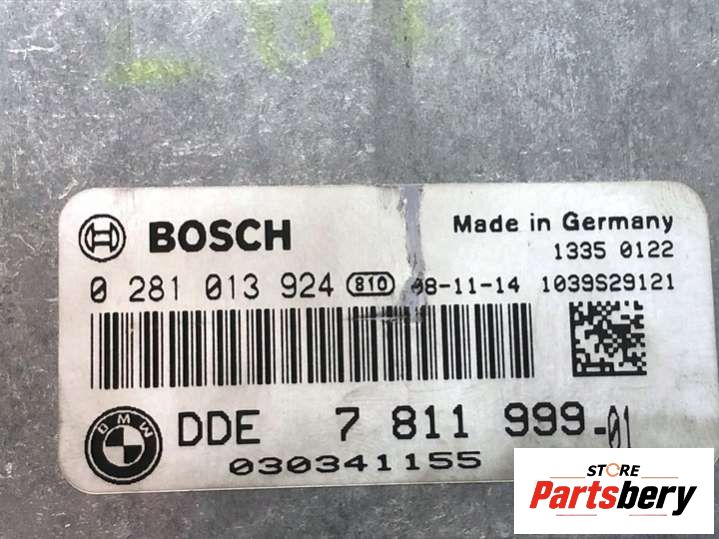 BOSCH
Made in Germany
1335 0122
0 281 013 924 810 08-11-14 1039S29121
BMW
DDE 7 811 999-01
030341155
STORE
Partsbery